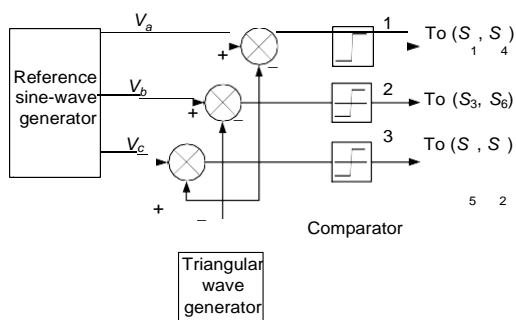 Va
Reference
sine-wave
generator
Vb
Vc
+
–
+
–
+
–
1
2
3
To (S1, S4)
To (S3, S6)
To (S5, S2)
Comparator
Triangular
wave
generator